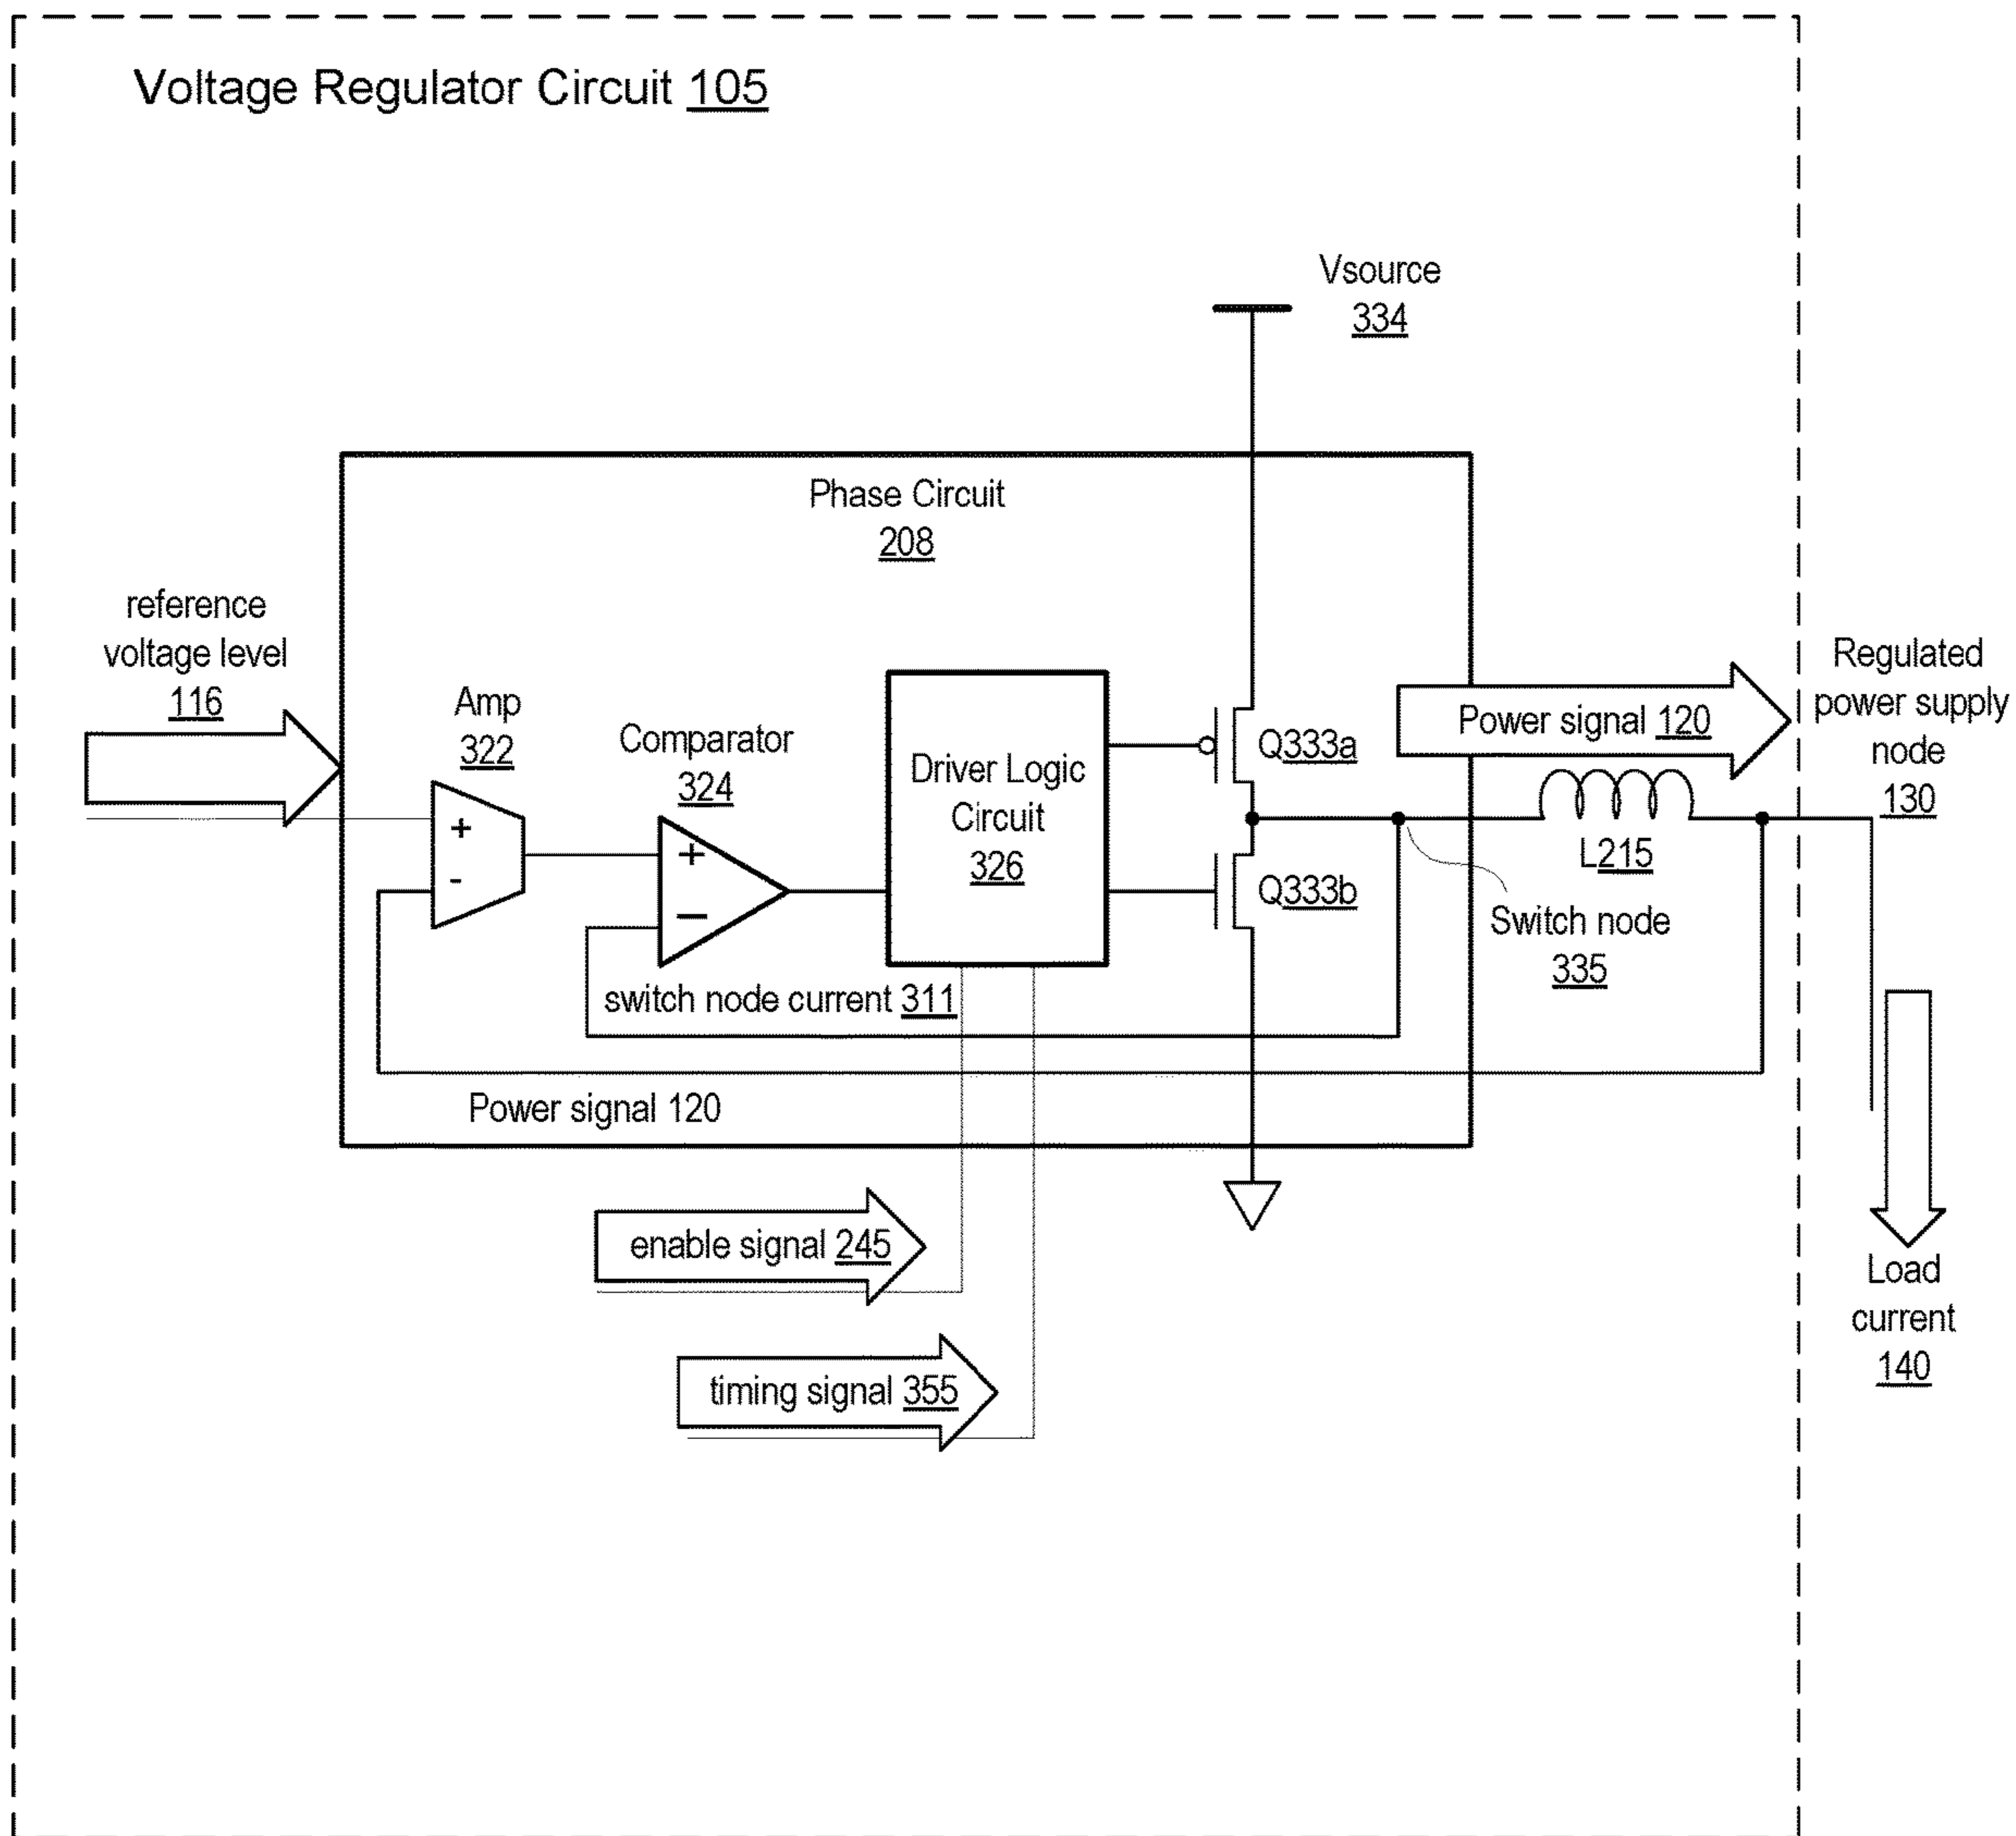 Voltage Regulator Circuit 105
Vsource
334
Phase Circuit
208
reference
voltage level
116
Amp
322
+
-
Comparator
324
+
−
Driver Logic
Circuit
326
Q333a
Q333b
Power signal 120
Regulated
power supply
node
130
L215
Switch node
335
switch node current 311
Power signal 120
enable signal 245
timing signal 355
Load
current
140